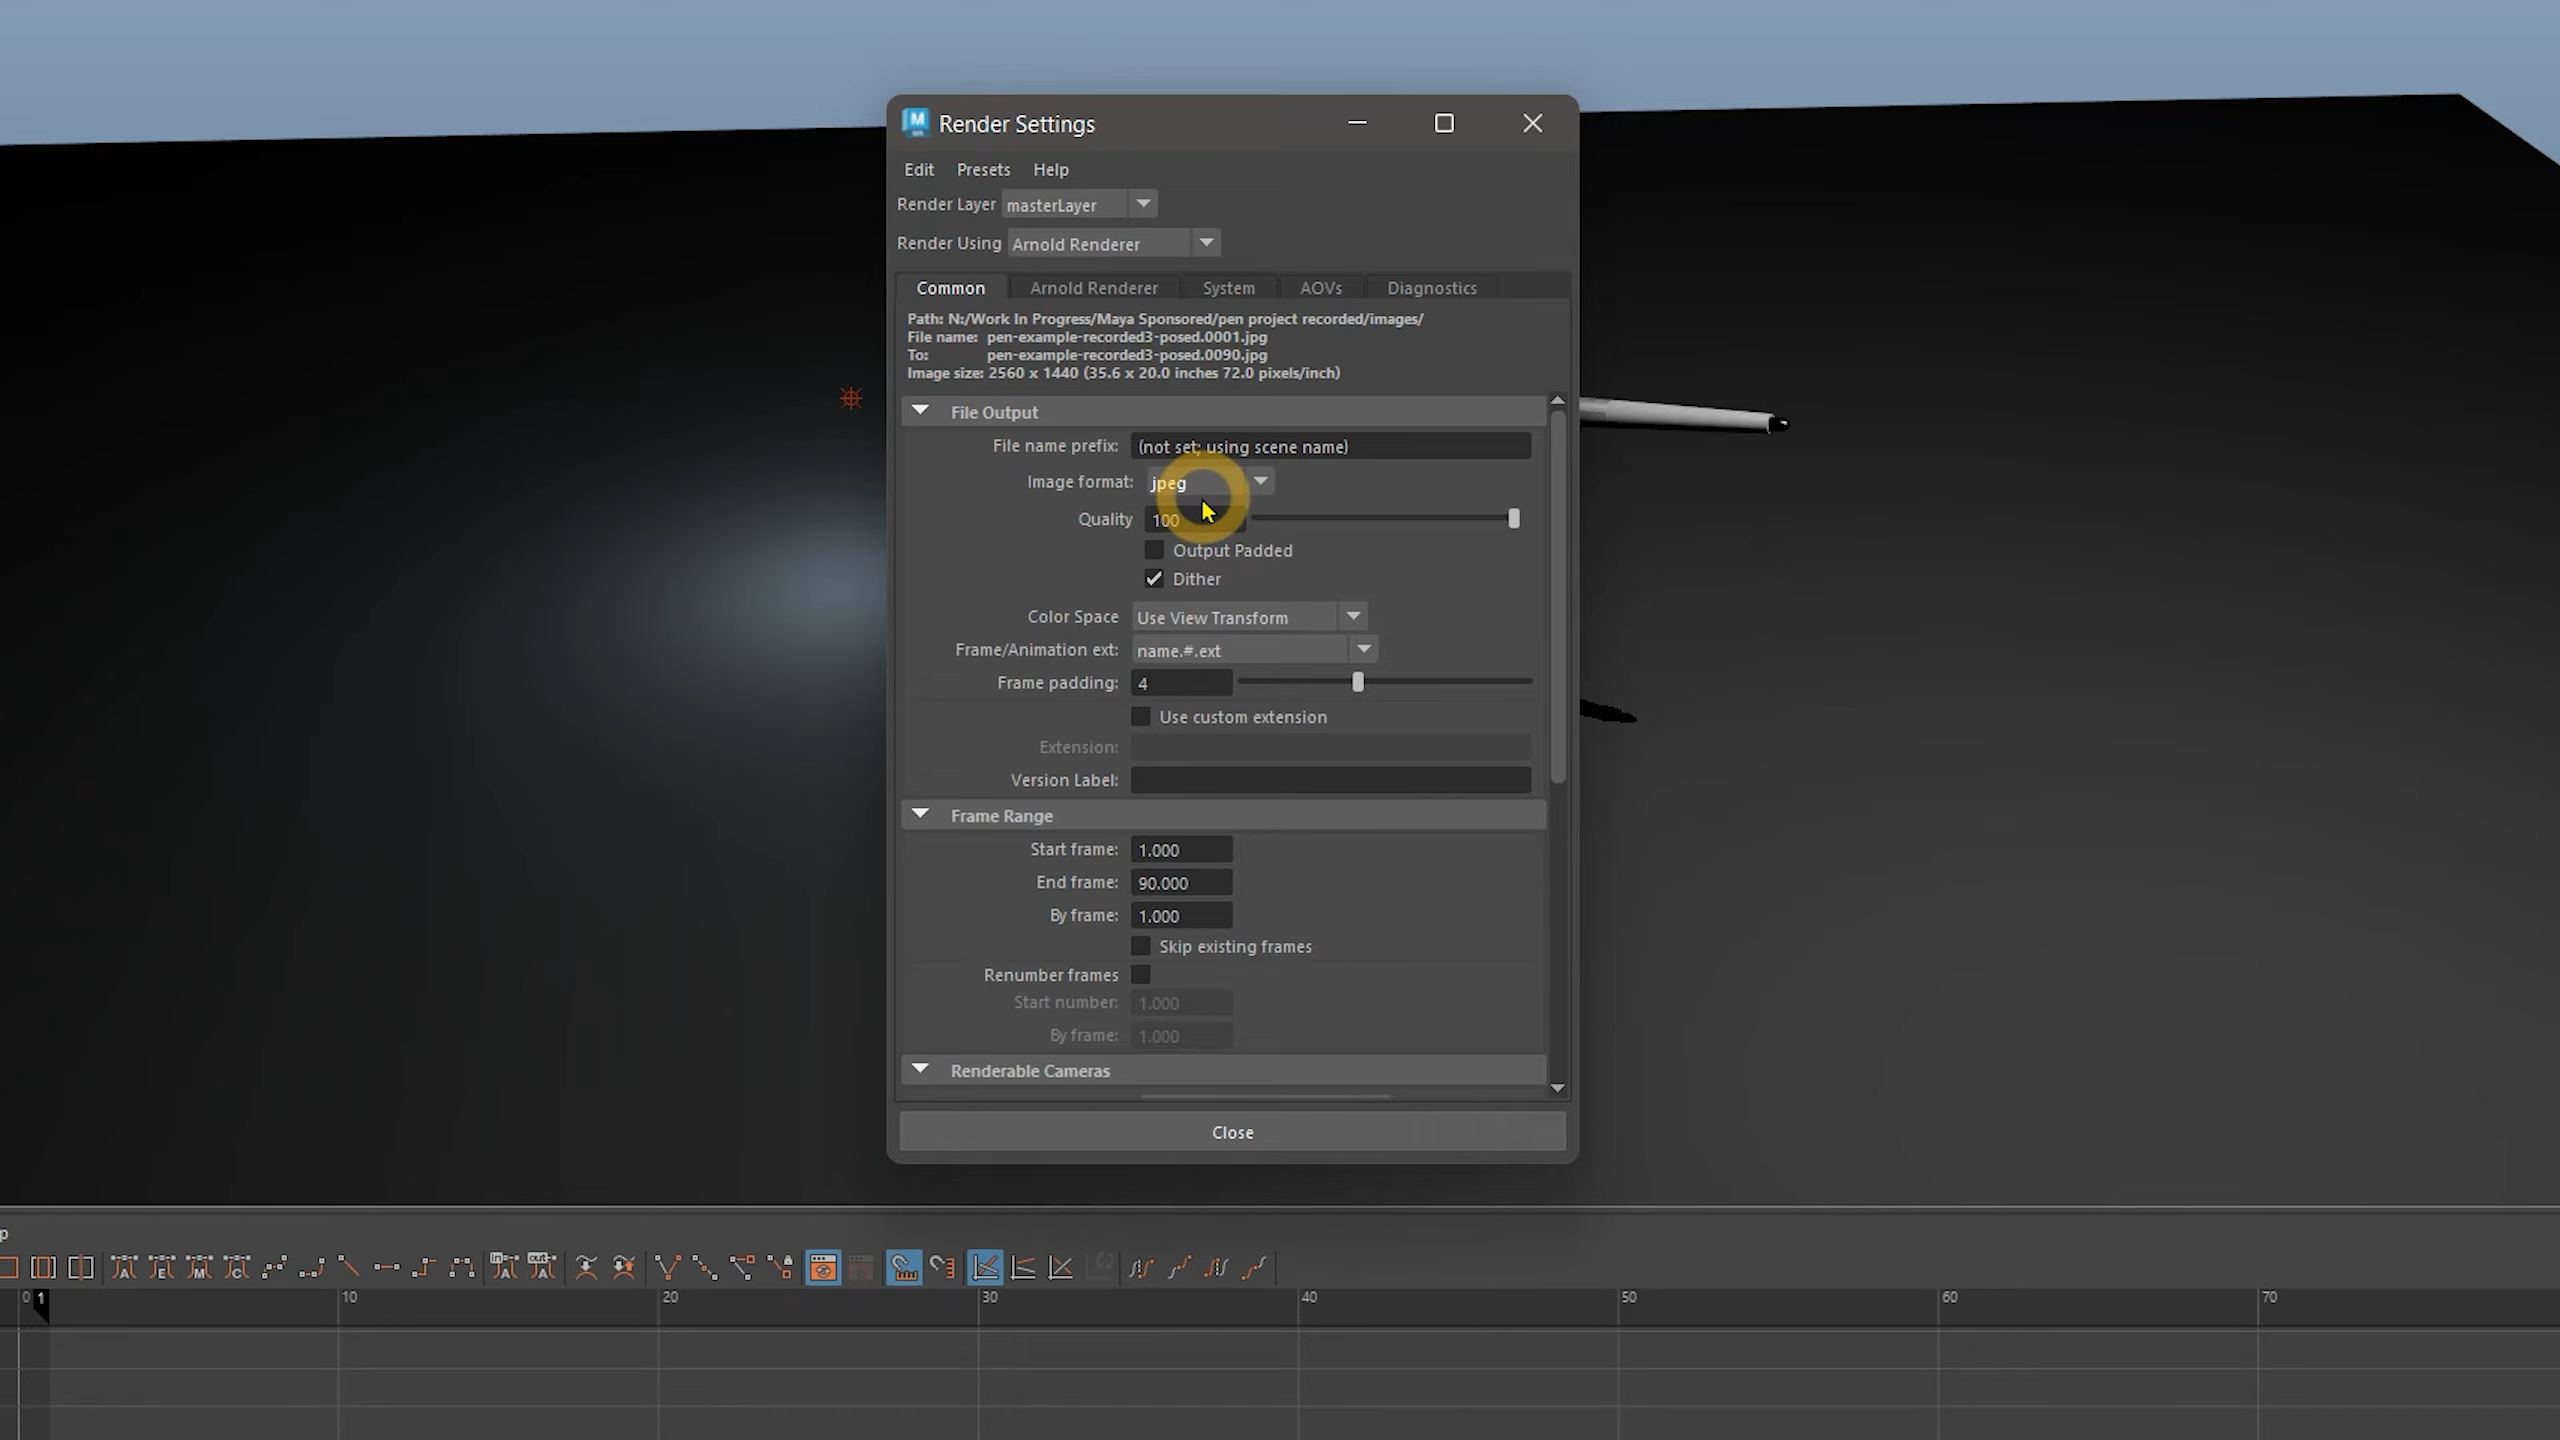 Render Settings
Edit Presets Help
Render Layer masterLayer
Render Using Arnold Renderer
Common Arnold Renderer System AOVs Diagnostics
Path: N:/Work In Progress/Maya Sponsored/pen project recorded/images/
File name: pen-example-recorded3-posed.0001.jpg
To: pen-example-recorded3-posed.0090.jpg
Image size: 2560 x 1440 (35.6 x 20.0 inches 72.0 pixels/inch)
File Output
File name prefix: (not set; using scene name)
Image format: jpeg
Quality 100
Output Padded
Dither
Color Space Use View Transform
Frame/Animation ext: name.#.ext
Frame padding: 4
Use custom extension
Extension:
Version Label:
Frame Range
Start frame: 1.000
End frame: 90.000
By frame: 1.000
Skip existing frames
Renumber frames
Start number: 1.000
By frame: 1.000
Renderable Cameras
Close
p
0 1 10 20 30 40 50 60 70